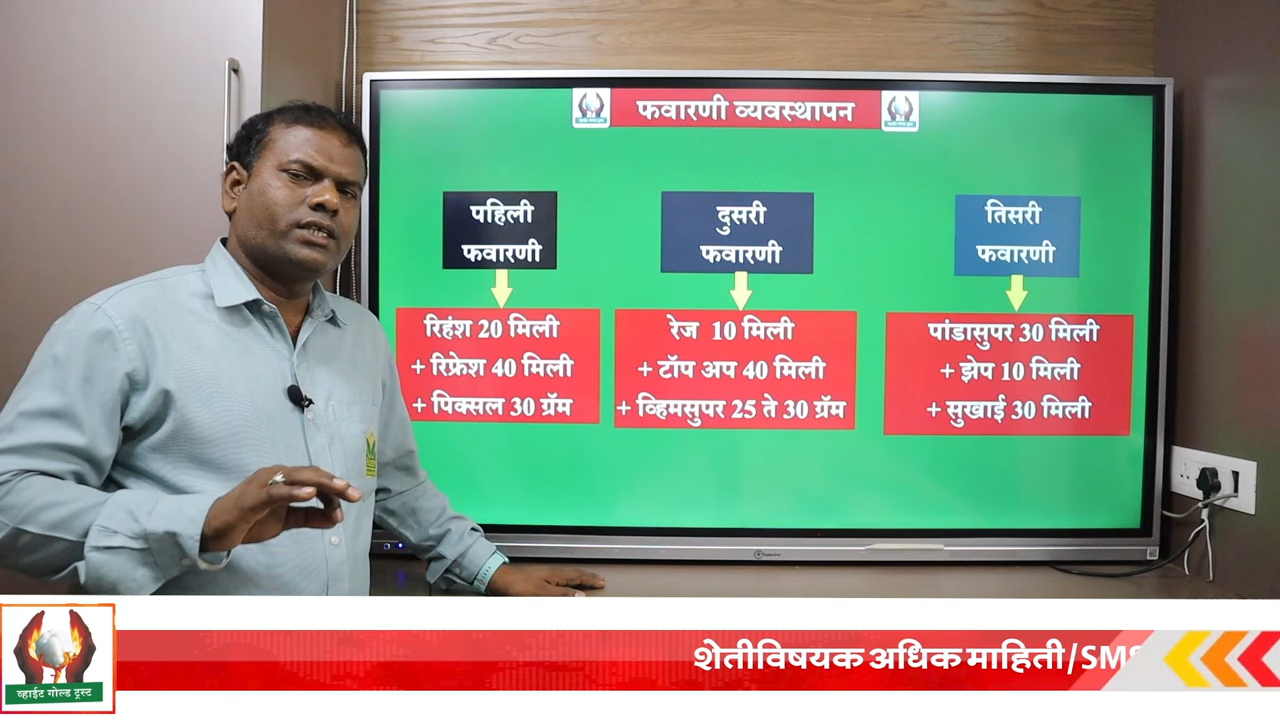 फवारणी व्यवस्थापन
पहिली
फवारणी
रिहंश 20 मिली
+ रिफ्रेश 40 मिली
+ पिक्सल 30 ग्रॅम
दुसरी
फवारणी
रेज 10 मिली
+ टॉप अप 40 मिली
+ व्हिमसुपर 25 ते 30 ग्रॅम
तिसरी
फवारणी
पांडासुपर 30 मिली
+ झेप 10 मिली
+ सुखाई 30 मिली
शेतीविषयक अधिक माहिती/SMS
व्हाईट गोल्ड ट्रस्ट